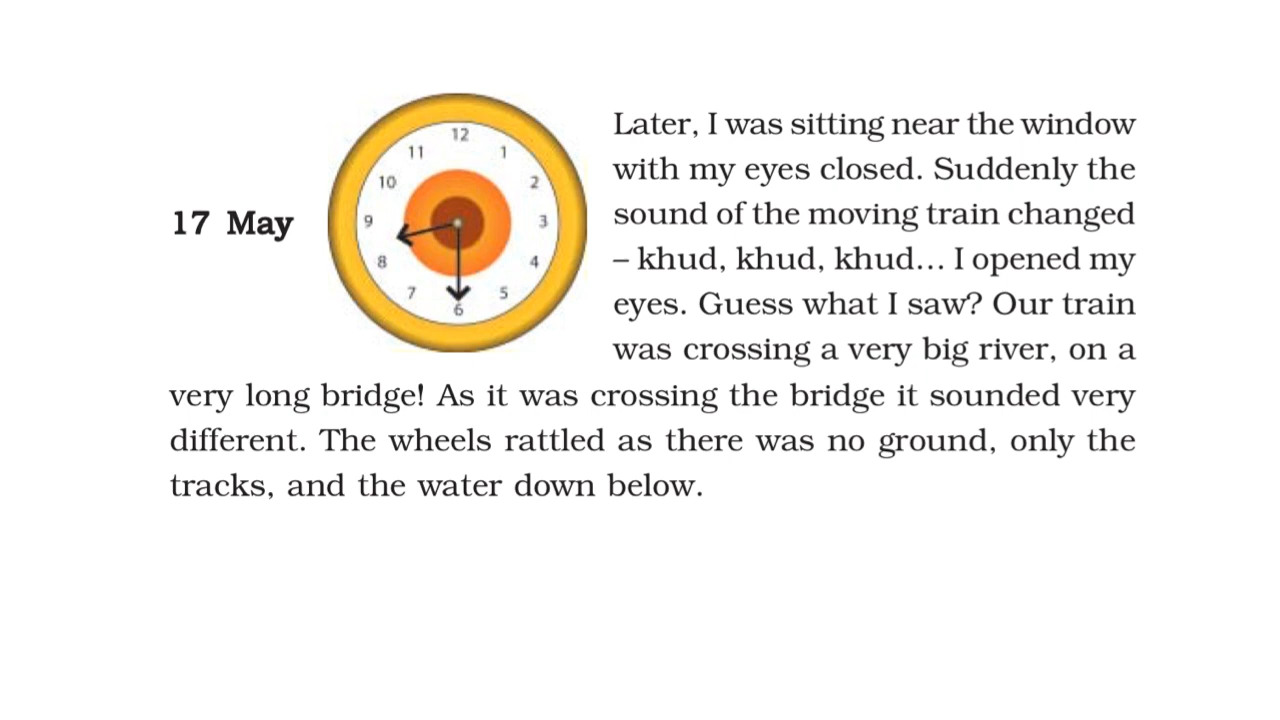 17 May
12
11
1
10
2
9
3
8
4
7
5
6
Later, I was sitting near the window
with my eyes closed. Suddenly the
sound of the moving train changed
– khud, khud, khud... I opened my
eyes. Guess what I saw? Our train
was crossing a very big river, on a
very long bridge! As it was crossing the bridge it sounded very
different. The wheels rattled as there was no ground, only the
tracks, and the water down below.